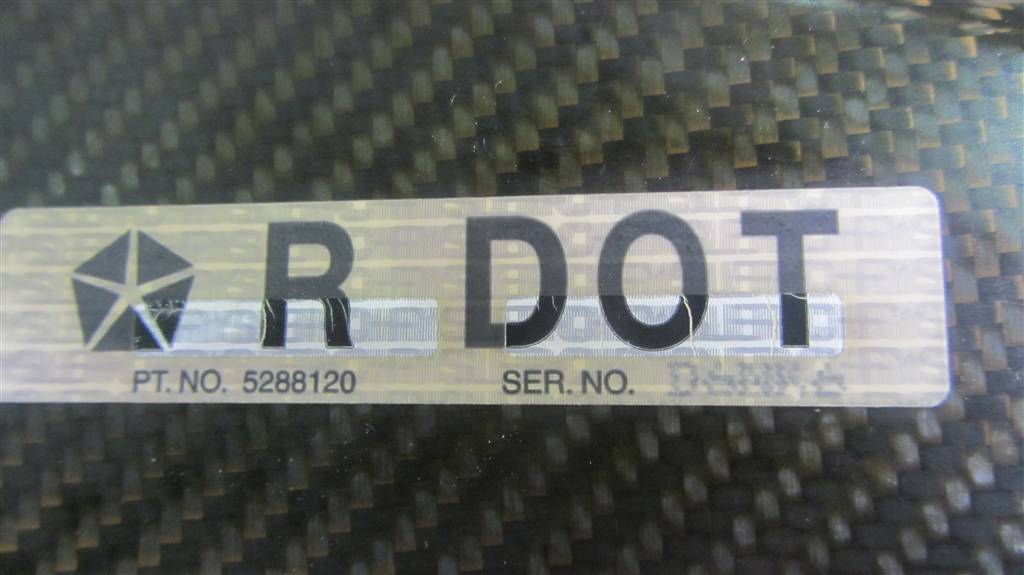 R DOT
PT. NO. 5288120 SER. NO.